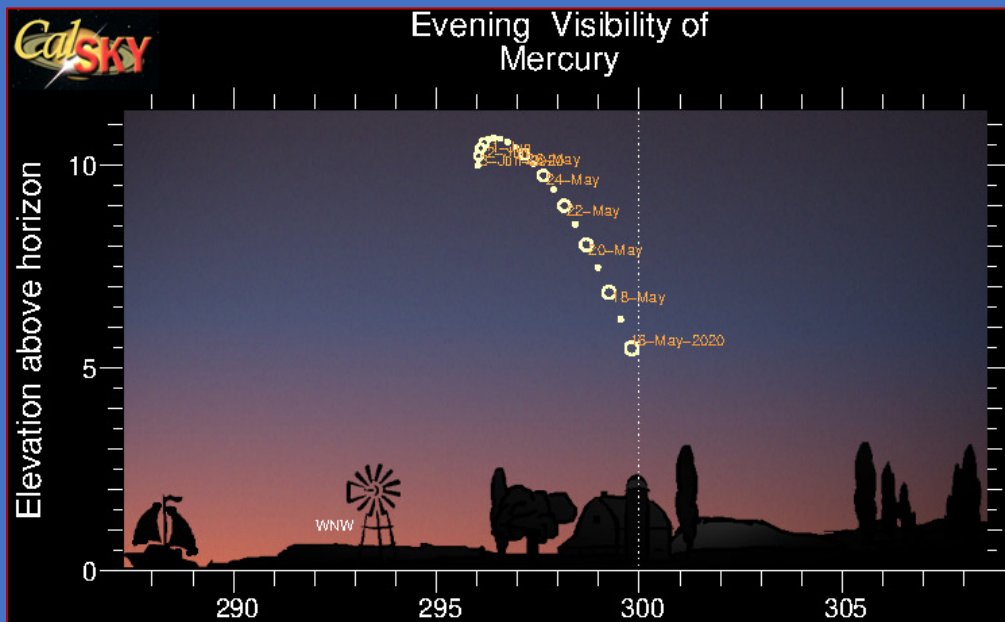 CalSKY
Evening Visibility of
Mercury
Elevation above horizon
10
5
0
24-May
22-May
20-May
18-May
16-May-2020
WNW
290
295
300
305